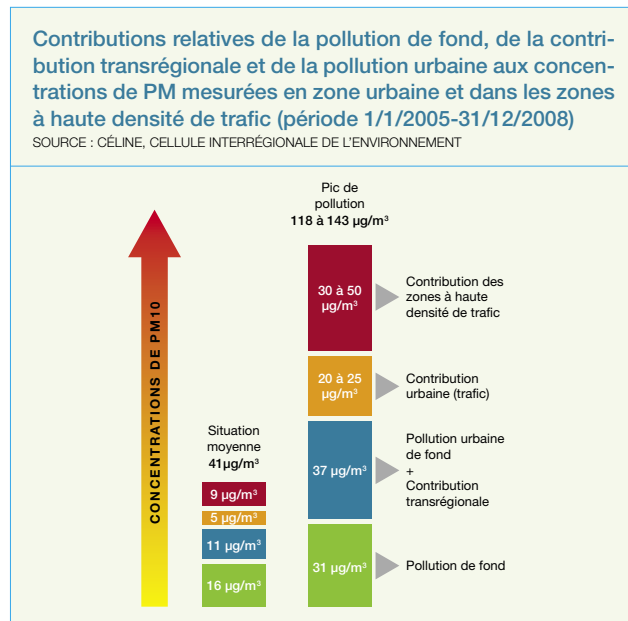 Contributions relatives de la pollution de fond, de la contri-
bution transrégionale et de la pollution urbaine aux concen-
trations de PM mesurées en zone urbaine et dans les zones
à haute densité de trafic (période 1/1/2005-31/12/2008)
SOURCE : CÉLINE, CELLULE INTERRÉGIONALE DE L'ENVIRONNEMENT
CONCENTRATIONS DE PM10
Situation
moyenne
41µg/m³
9 µg/m³
5 µg/m³
11 µg/m³
16 µg/m³
Pic de
pollution
118 à 143 µg/m³
30 à 50
µg/m³
20 à 25
µg/m³
37 µg/m³
31 µg/m³
Contribution des
zones à haute
densité de trafic
Contribution
urbaine (trafic)
Pollution urbaine
de fond
+
Contribution
transrégionale
Pollution de fond